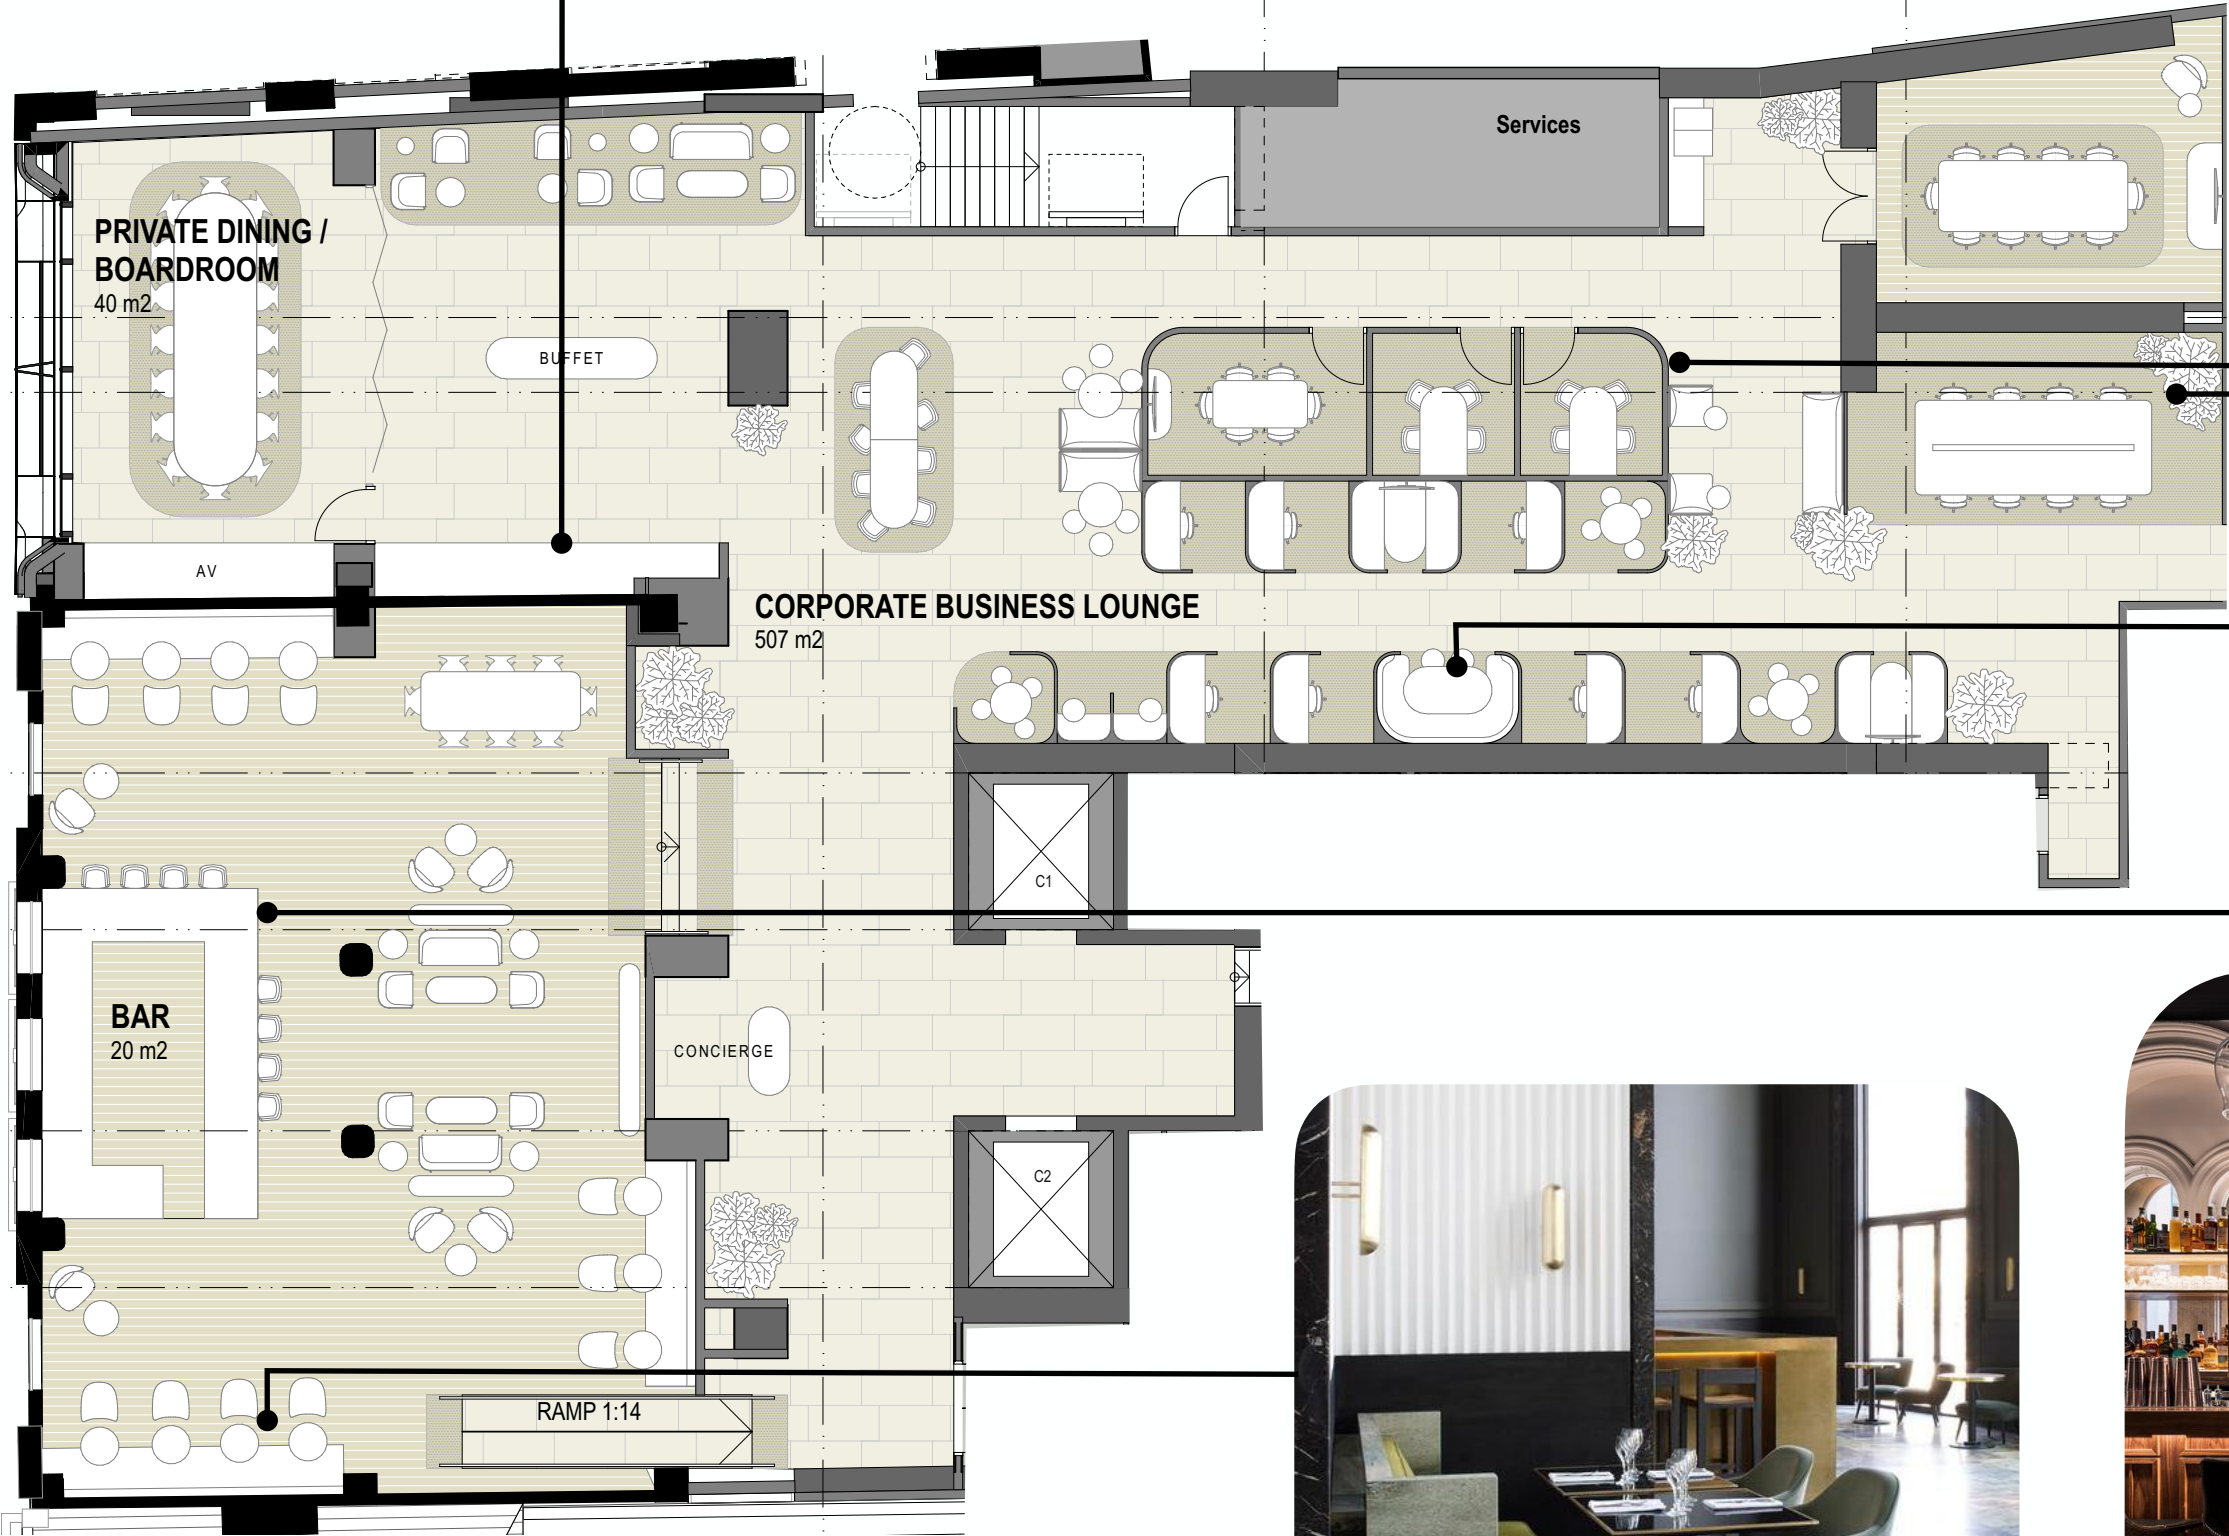 Services
PRIVATE DINING /
BOARDROOM
40 m2
BUFFET
AV
CORPORATE BUSINESS LOUNGE
507 m2
C1
BAR
20 m2
CONCIERGE
C2
RAMP 1:14